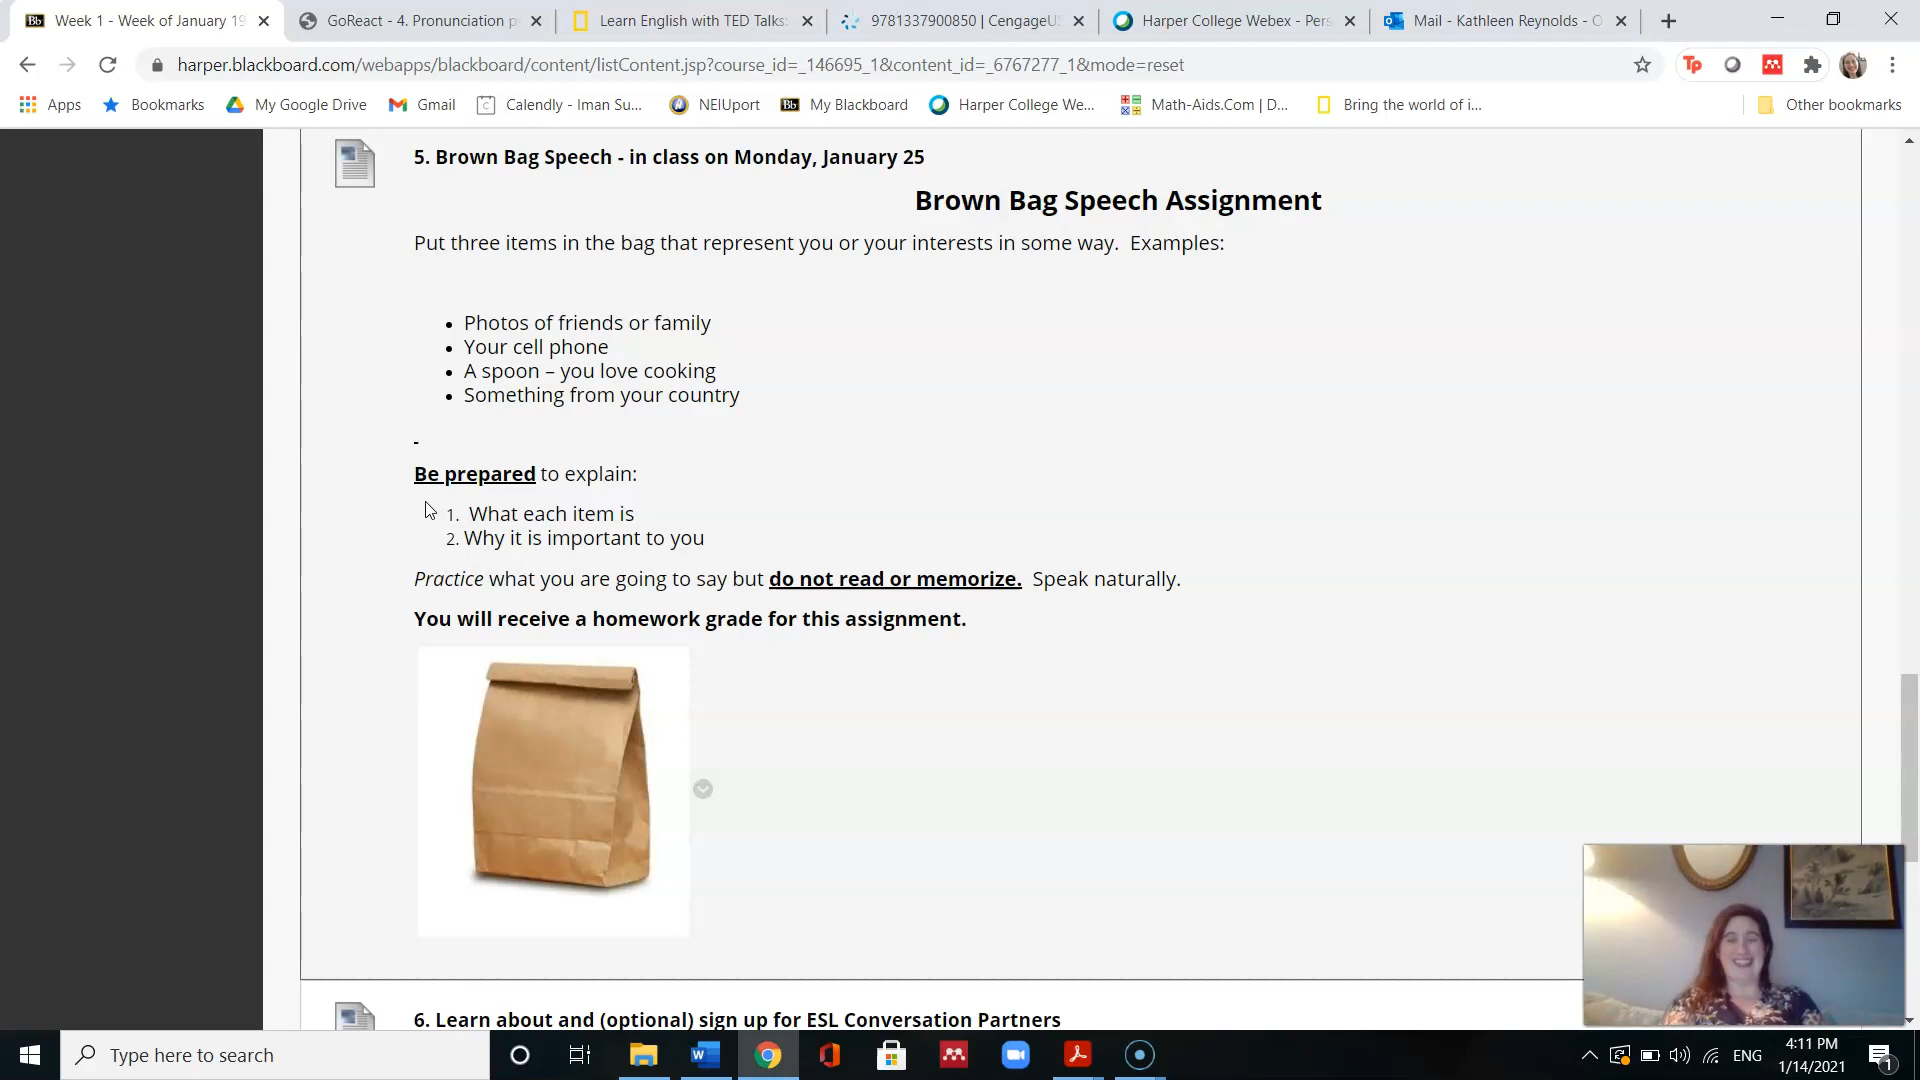 Week 1 - Week of January 19
GoReact - 4. Pronunciation p
Learn English with TED Talks:
9781337900850 | CengageU
Harper College Webex - Pers
Mail - Kathleen Reynolds - O
harper.blackboard.com/webapps/blackboard/content/listContent.jsp?course_id=_146695_1&content_id=_6767277_1&mode=reset
Apps
Bookmarks
My Google Drive
Gmail
Calendly - Iman Su...
NEIUport
Bb My Blackboard
Harper College We...
Math-Aids.Com | D...
Bring the world of i...
Other bookmarks
5. Brown Bag Speech - in class on Monday, January 25
Brown Bag Speech Assignment
Put three items in the bag that represent you or your interests in some way. Examples:
• Photos of friends or family
• Your cell phone
• A spoon – you love cooking
• Something from your country
-
Be prepared to explain:
1. What each item is
2. Why it is important to you
Practice what you are going to say but do not read or memorize. Speak naturally.
You will receive a homework grade for this assignment.
6. Learn about and (optional) sign up for ESL Conversation Partners
Type here to search
ENG
4:11 PM
1/14/2021
1